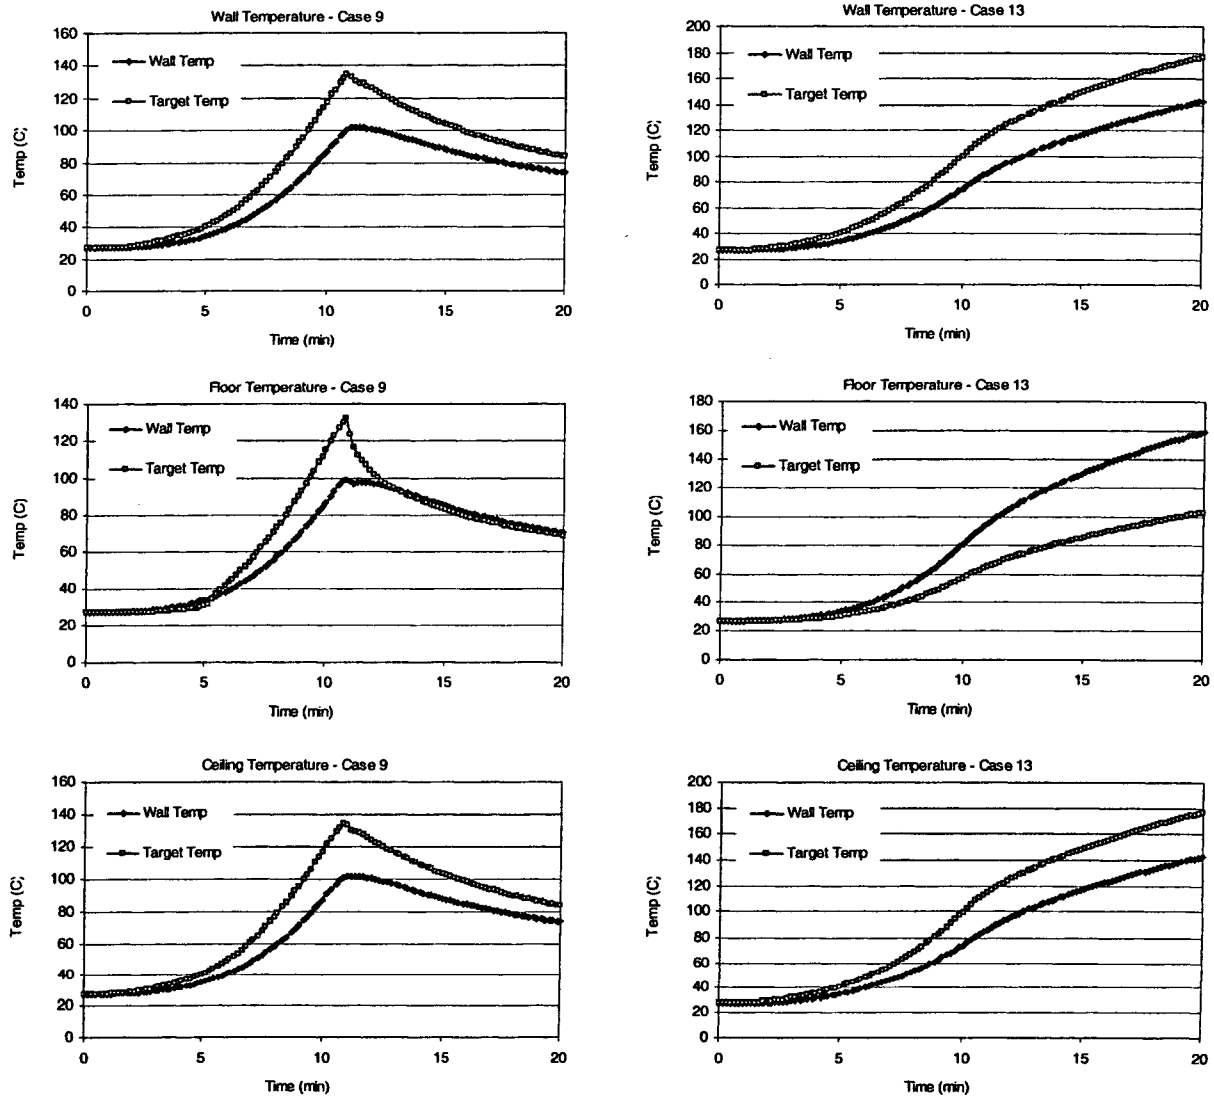 Wall Temperature - Case 9
160
140
120
100
80
60
40
20
0
Temp (C;
Wall Temp
Target Temp
0 5 10 15 20
Time (min)
Wall Temperature - Case 13
200
180
160
140
120
100
80
60
40
20
0
Temp (C;
Wall Temp
Target Temp
0 5 10 15 20
Time (min)
Floor Temperature - Case 9
140
120
100
80
60
40
20
0
Temp (C)
Wall Temp
Target Temp
0 5 10 15 20
Time (min)
Floor Temperature - Case 13
180
160
140
120
100
80
60
40
20
0
Temp (C)
Wall Temp
Target Temp
0 5 10 15 20
Time (min)
Ceiling Temperature - Case 9
160
140
120
100
80
60
40
20
0
Temp (C;
Wall Temp
Target Temp
0 5 10 15 20
Time (min)
Ceiling Temperature - Case 13
200
180
160
140
120
100
80
60
40
20
0
Temp (C;
Wall Temp
Target Temp
0 5 10 15 20
Time (min)